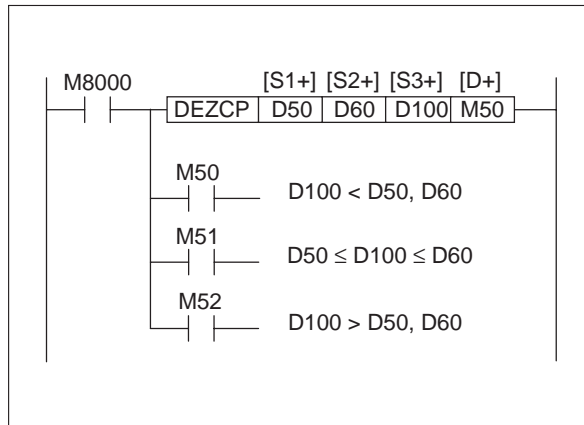 [S1+] [S2+] [S3+] [D+]
M8000
DEZCP D50 D60 D100 M50
M50
D100 < D50, D60
M51
D50 ≤ D100 ≤ D60
M52
D100 > D50, D60